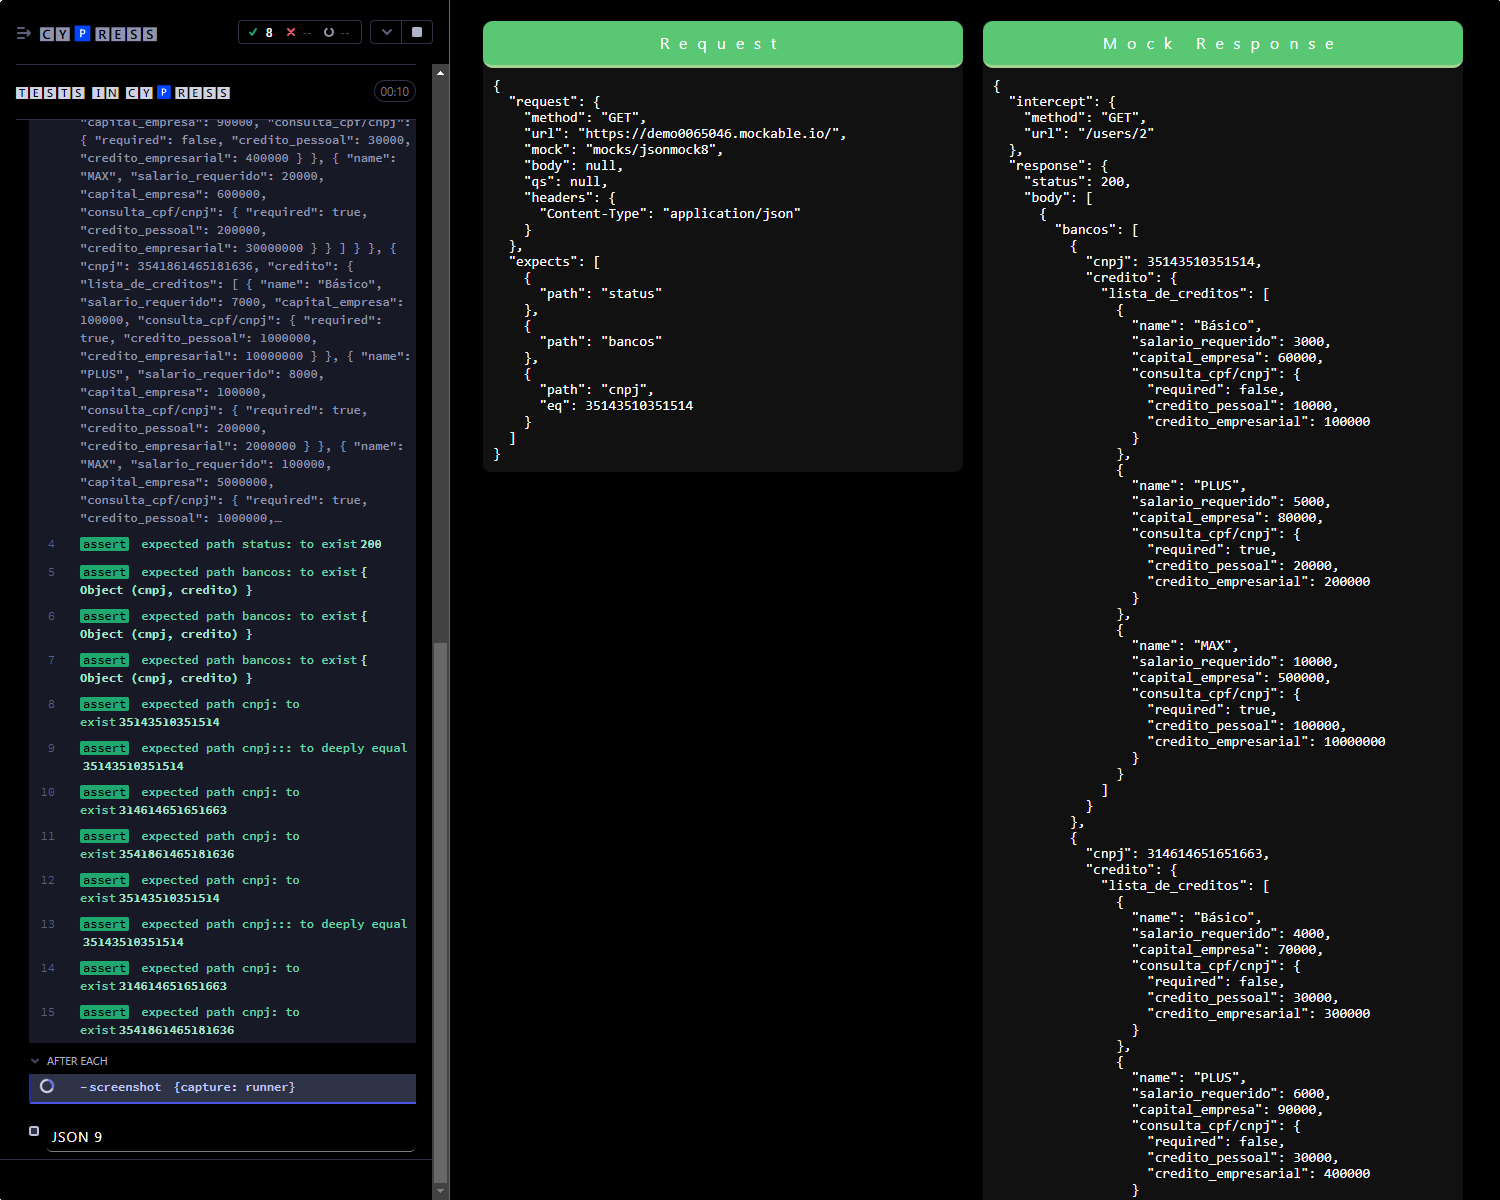 CYPRESS
8 -- --
TESTS IN CYPRESS
00:10
"capital_empresa": 90000, "consulta_cpf/cnpj":
{ "required": false, "credito_pessoal": 30000,
"credito_empresarial": 400000 } }, { "name":
"MAX", "salario_requerido": 20000,
"capital_empresa": 600000,
"consulta_cpf/cnpj": { "required": true,
"credito_pessoal": 200000,
"credito_empresarial": 30000000 } } ] } }, {
"cnpj": 3541861465181636, "credito": {
"lista_de_creditos": [ { "name": "Básico",
"salario_requerido": 7000, "capital_empresa":
100000, "consulta_cpf/cnpj": { "required":
true, "credito_pessoal": 1000000,
"credito_empresarial": 10000000 } }, { "name":
"PLUS", "salario_requerido": 8000,
"capital_empresa": 100000,
"consulta_cpf/cnpj": { "required": true,
"credito_pessoal": 200000,
"credito_empresarial": 2000000 } }, { "name":
"MAX", "salario_requerido": 100000,
"capital_empresa": 5000000,
"consulta_cpf/cnpj": { "required": true,
"credito_pessoal": 1000000,…
4 assert expected path status: to exist 200
5 assert expected path bancos: to exist {
Object (cnpj, credito) }
6 assert expected path bancos: to exist {
Object (cnpj, credito) }
7 assert expected path bancos: to exist {
Object (cnpj, credito) }
8 assert expected path cnpj: to
exist 35143510351514
9 assert expected path cnpj::: to deeply equal
35143510351514
10 assert expected path cnpj: to
exist 314614651651663
11 assert expected path cnpj: to
exist 3541861465181636
12 assert expected path cnpj: to
exist 35143510351514
13 assert expected path cnpj::: to deeply equal
35143510351514
14 assert expected path cnpj: to
exist 314614651651663
15 assert expected path cnpj: to
exist 3541861465181636
AFTER EACH
-screenshot {capture: runner}
JSON 9
Request
{
"request": {
"method": "GET",
"url": "https://demo0065046.mockable.io/",
"mock": "mocks/jsonmock8",
"body": null,
"qs": null,
"headers": {
"Content-Type": "application/json"
}
},
"expects": [
{
"path": "status"
},
{
"path": "bancos"
},
{
"path": "cnpj",
"eq": 35143510351514
}
]
}
Mock Response
{
"intercept": {
"method": "GET",
"url": "/users/2"
},
"response": {
"status": 200,
"body": [
{
"bancos": [
{
"cnpj": 35143510351514,
"credito": {
"lista_de_creditos": [
{
"name": "Básico",
"salario_requerido": 3000,
"capital_empresa": 60000,
"consulta_cpf/cnpj": {
"required": false,
"credito_pessoal": 10000,
"credito_empresarial": 100000
}
},
{
"name": "PLUS",
"salario_requerido": 5000,
"capital_empresa": 80000,
"consulta_cpf/cnpj": {
"required": true,
"credito_pessoal": 20000,
"credito_empresarial": 200000
}
},
{
"name": "MAX",
"salario_requerido": 10000,
"capital_empresa": 500000,
"consulta_cpf/cnpj": {
"required": true,
"credito_pessoal": 100000,
"credito_empresarial": 10000000
}
}
]
}
},
{
"cnpj": 314614651651663,
"credito": {
"lista_de_creditos": [
{
"name": "Básico",
"salario_requerido": 4000,
"capital_empresa": 70000,
"consulta_cpf/cnpj": {
"required": false,
"credito_pessoal": 30000,
"credito_empresarial": 300000
}
},
{
"name": "PLUS",
"salario_requerido": 6000,
"capital_empresa": 90000,
"consulta_cpf/cnpj": {
"required": false,
"credito_pessoal": 30000,
"credito_empresarial": 400000
}